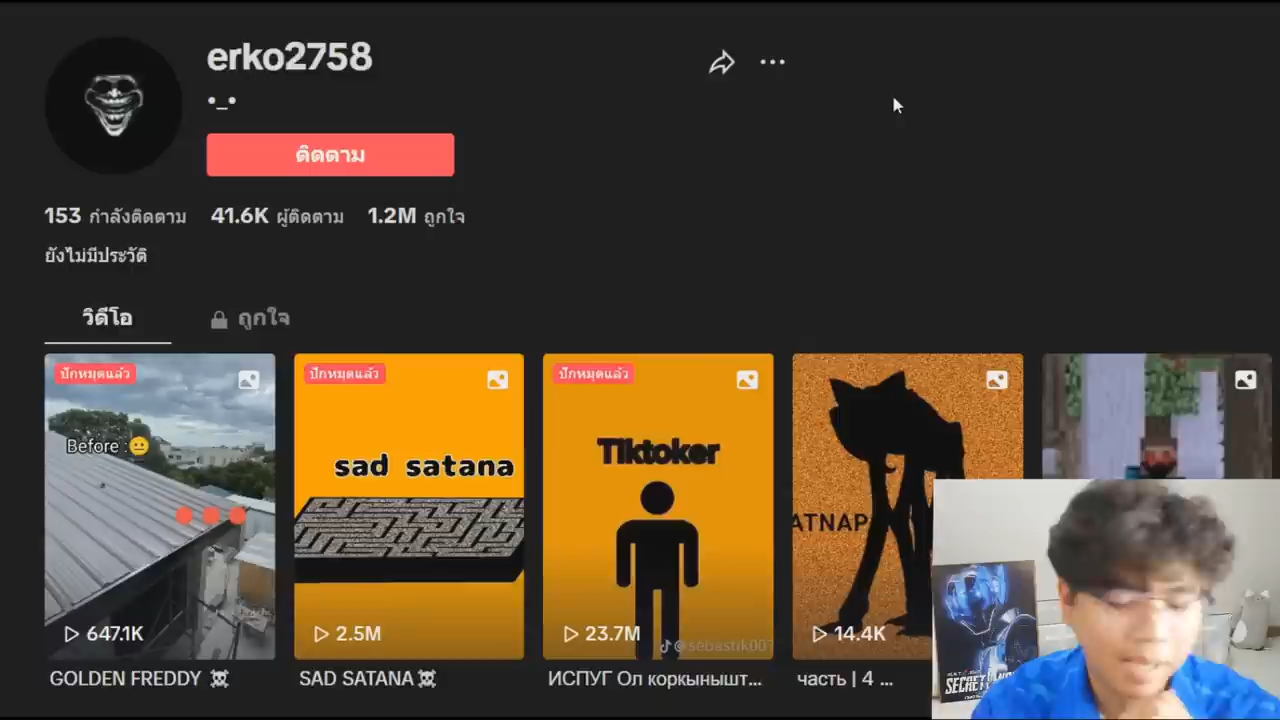 erko2758
•_•
ติดตาม
153 กำลังติดตาม 41.6K ผู้ติดตาม 1.2M ถูกใจ
ยังไม่มีประวัติ
วิดีโอ ถูกใจ
ปักหมุดแล้ว
Before :😐
647.1K
GOLDEN FREDDY ☠
ปักหมุดแล้ว
sad satana
2.5M
SAD SATANA ☠
ปักหมุดแล้ว
Tiktoker
23.7M
@sebastik007
ИСПУГ Ол коркынышт...
ATNAP
14.4K
часть | 4 ...